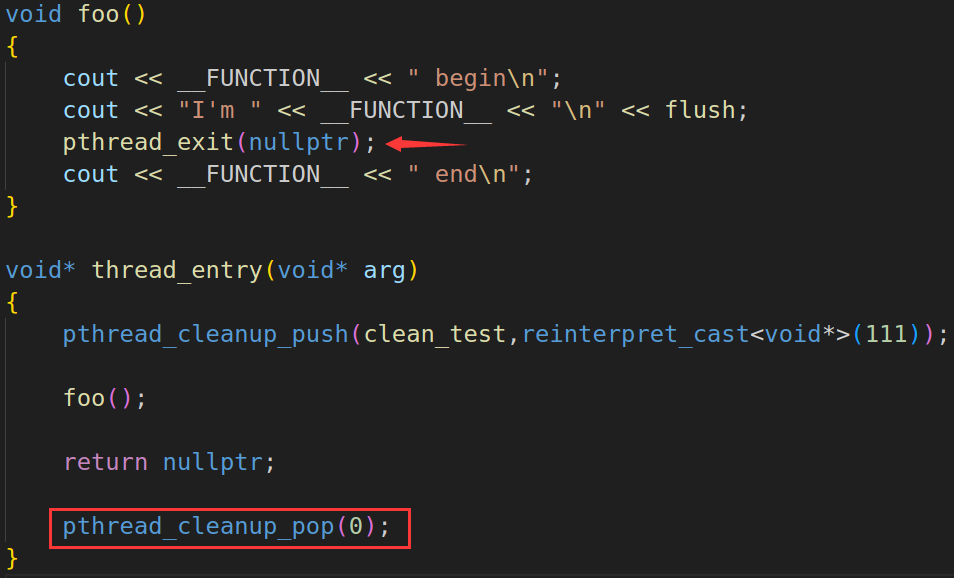 void foo()
{
    cout << __FUNCTION__ << " begin\n";
    cout << "I'm " << __FUNCTION__ << "\n" << flush;
    pthread_exit(nullptr);
    cout << __FUNCTION__ << " end\n";
}
void* thread_entry(void* arg)
{
    pthread_cleanup_push(clean_test,reinterpret_cast<void*>(111));
    foo();
    return nullptr;
    pthread_cleanup_pop(0);
}